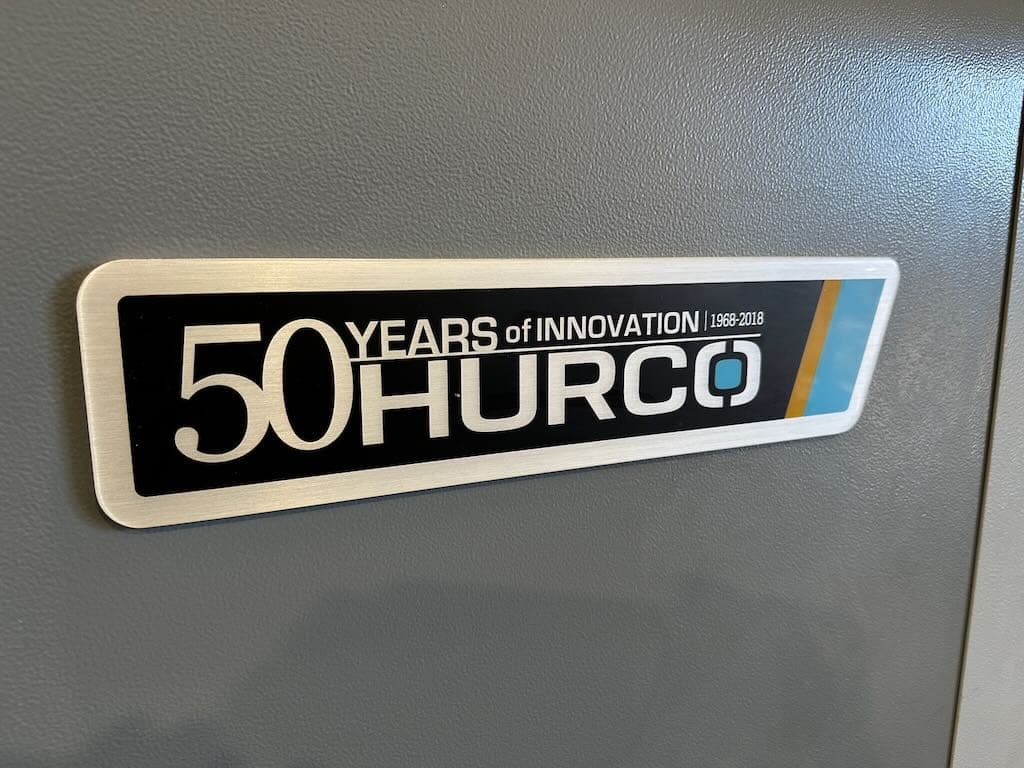 50 YEARS of INNOVATION | 1968-2018
HURCO